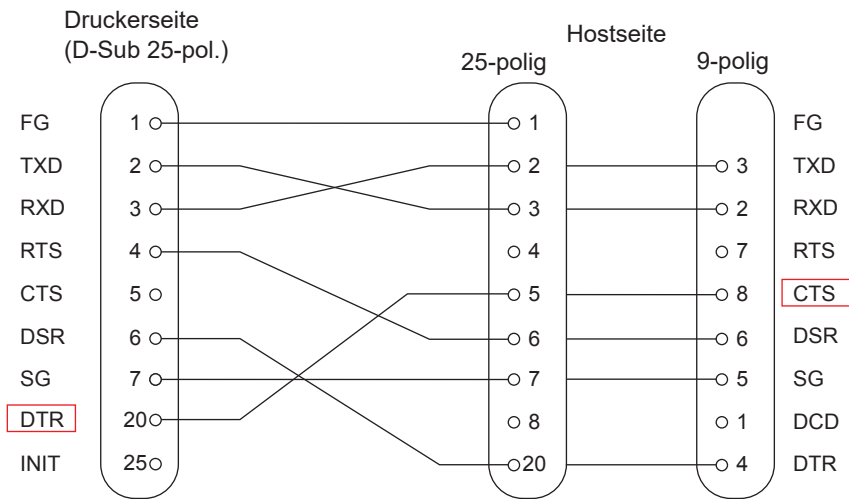 Druckerseite
(D-Sub 25-pol.)
Hostseite
25-polig
9-polig
FG 1 1 FG
TXD 2 2 3 TXD
RXD 3 3 2 RXD
RTS 4 4 7 RTS
CTS 5 5 8 CTS
DSR 6 6 6 DSR
SG 7 7 5 SG
DTR 20 8 1 DCD
INIT 25 20 4 DTR